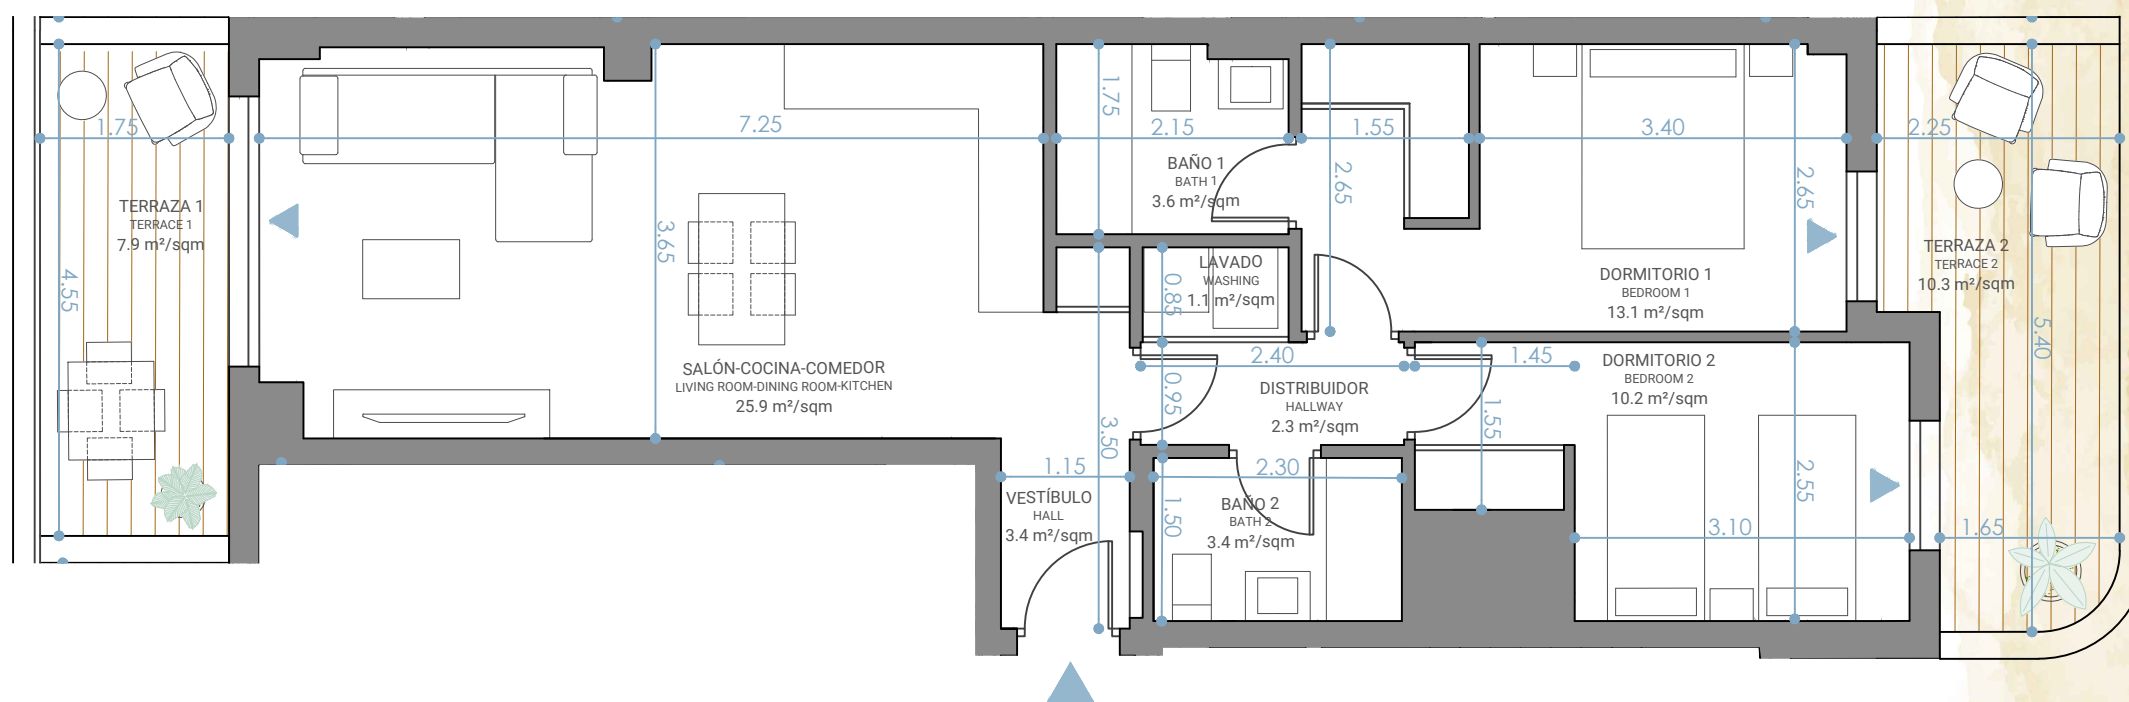 1.75
TERRAZA 1
TERRACE 1
7.9 m²/sqm
4.55
7.25
3.65
SALÓN-COCINA-COMEDOR
LIVING ROOM-DINING ROOM-KITCHEN
25.9 m²/sqm
1.75
2.15
BAÑO 1
BATH 1
3.6 m²/sqm
1.55
2.65
LAVADO
WASHING
1.1 m²/sqm
0.85
2.40
0.95
DISTRIBUIDOR
HALLWAY
2.3 m²/sqm
3.50
1.15
VESTÍBULO
HALL
3.4 m²/sqm
2.30
BAÑO 2
BATH 2
3.4 m²/sqm
1.50
3.40
2.65
DORMITORIO 1
BEDROOM 1
13.1 m²/sqm
1.45
1.55
DORMITORIO 2
BEDROOM 2
10.2 m²/sqm
2.55
3.10
2.25
TERRAZA 2
TERRACE 2
10.3 m²/sqm
5.40
1.65